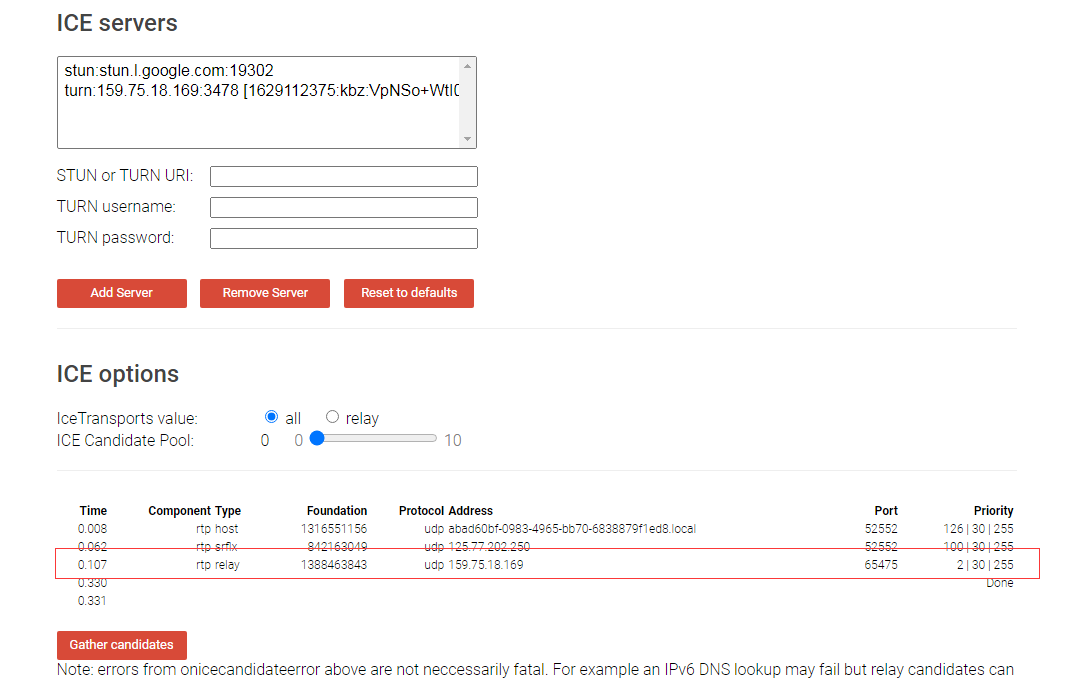 ICE servers
stun:stun.l.google.com:19302
turn:159.75.18.169:3478 [1629112375:kbz:VpNSo+WtI
STUN or TURN URI:
TURN username:
TURN password:
Add Server Remove Server Reset to defaults
ICE options
IceTransports value: all relay
ICE Candidate Pool: 0 0 10
Time Component Type Foundation Protocol Address Port Priority
0.008 rtp host 1316551156 udp abad60bf-0983-4965-bb70-6838879f1ed8.local 52552 126 | 30 | 255
0.062 rtp srflx 842163049 udp 125.77.202.250 52552 100 | 30 | 255
0.107 rtp relay 1388463843 udp 159.75.18.169 65475 2 | 30 | 255
0.330 Done
0.331
Gather candidates
Note: errors from onicecandidateerror above are not neccessarily fatal. For example an IPv6 DNS lookup may fail but relay candidates can